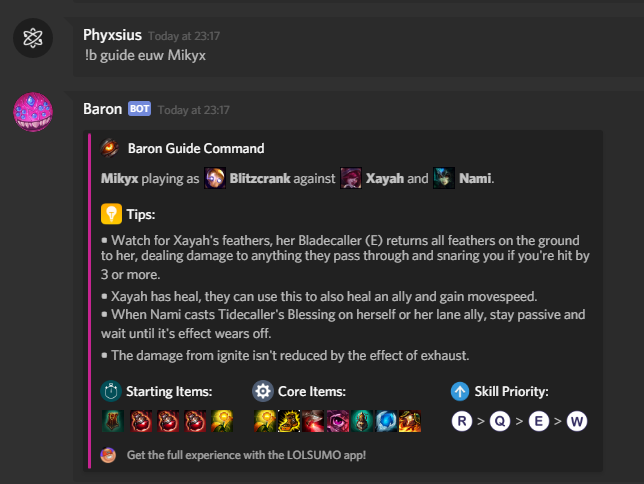 Phyxsius Today at 23:17
!b guide euw Mikyx
Baron BOT Today at 23:17
Baron Guide Command
Mikyx playing as Blitzcrank against Xayah and Nami.
Tips:
• Watch for Xayah's feathers, her Bladecaller (E) returns all feathers on the ground
to her, dealing damage to anything they pass through and snaring you if you're hit by
3 or more.
• Xayah has heal, they can use this to also heal an ally and gain movespeed.
• When Nami casts Tidecaller's Blessing on herself or her lane ally, stay passive and
wait until it's effect wears off.
• The damage from ignite isn't reduced by the effect of exhaust.
Starting Items: Core Items: Skill Priority:
R > Q > E > W
Get the full experience with the LOLSUMO app!